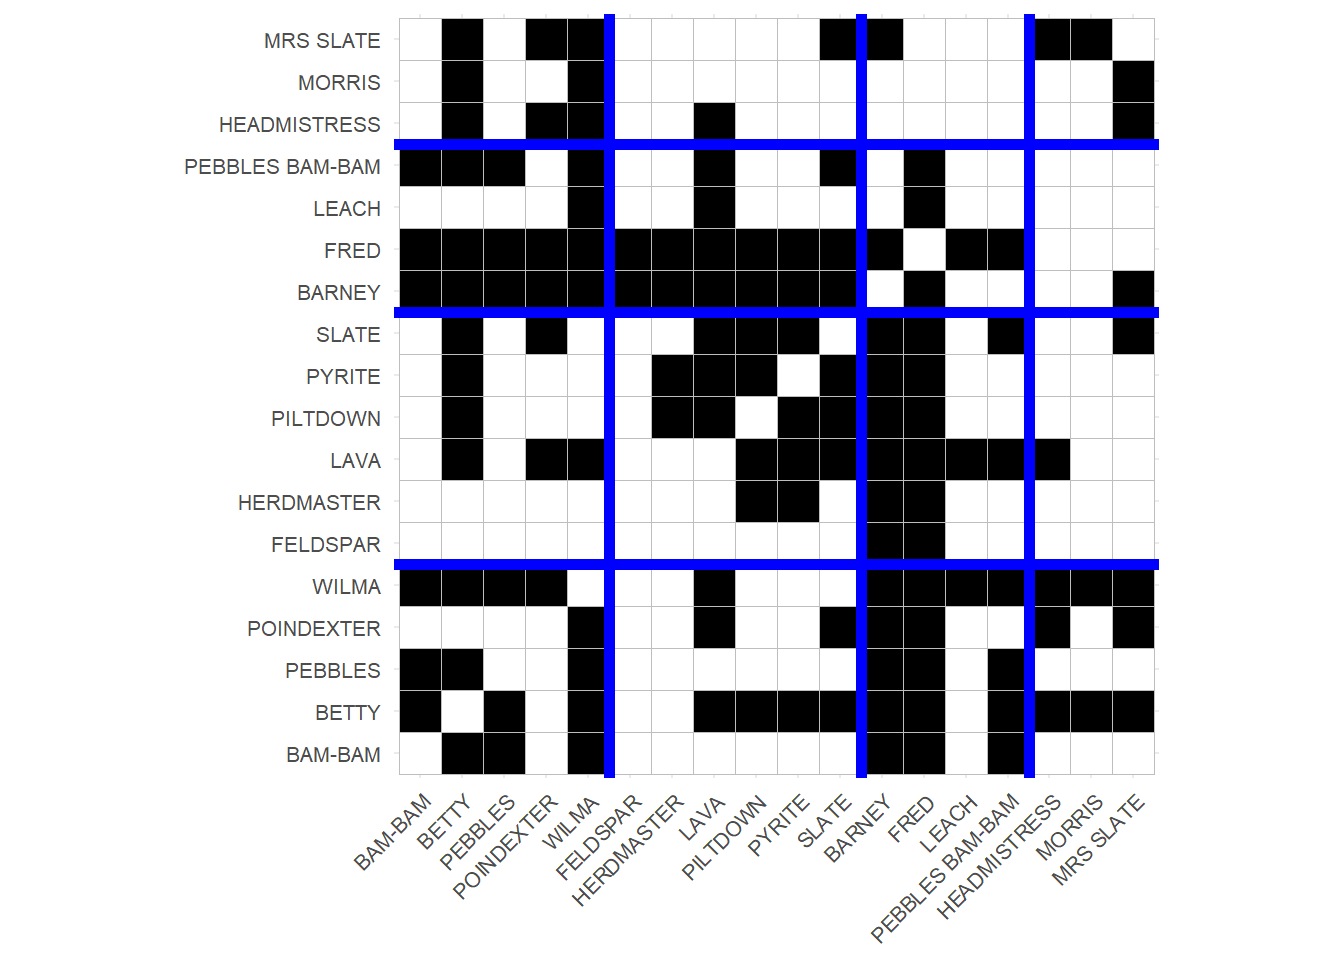 MRS SLATE
MORRIS
HEADMISTRESS
PEBBLES BAM-BAM
LEACH
FRED
BARNEY
SLATE
PYRITE
PILTDOWN
LAVA
HERDMASTER
FELDSPAR
WILMA
POINDEXTER
PEBBLES
BETTY
BAM-BAM
BAM-BAM
BETTY
PEBBLES
POINDEXTER
WILMA
FELDSPAR
HERDMASTER
LAVA
PILTDOWN
PYRITE
SLATE
BARNEY
FRED
LEACH
PEBBLES BAM-BAM
HEADMISTRESS
MORRIS
MRS SLATE